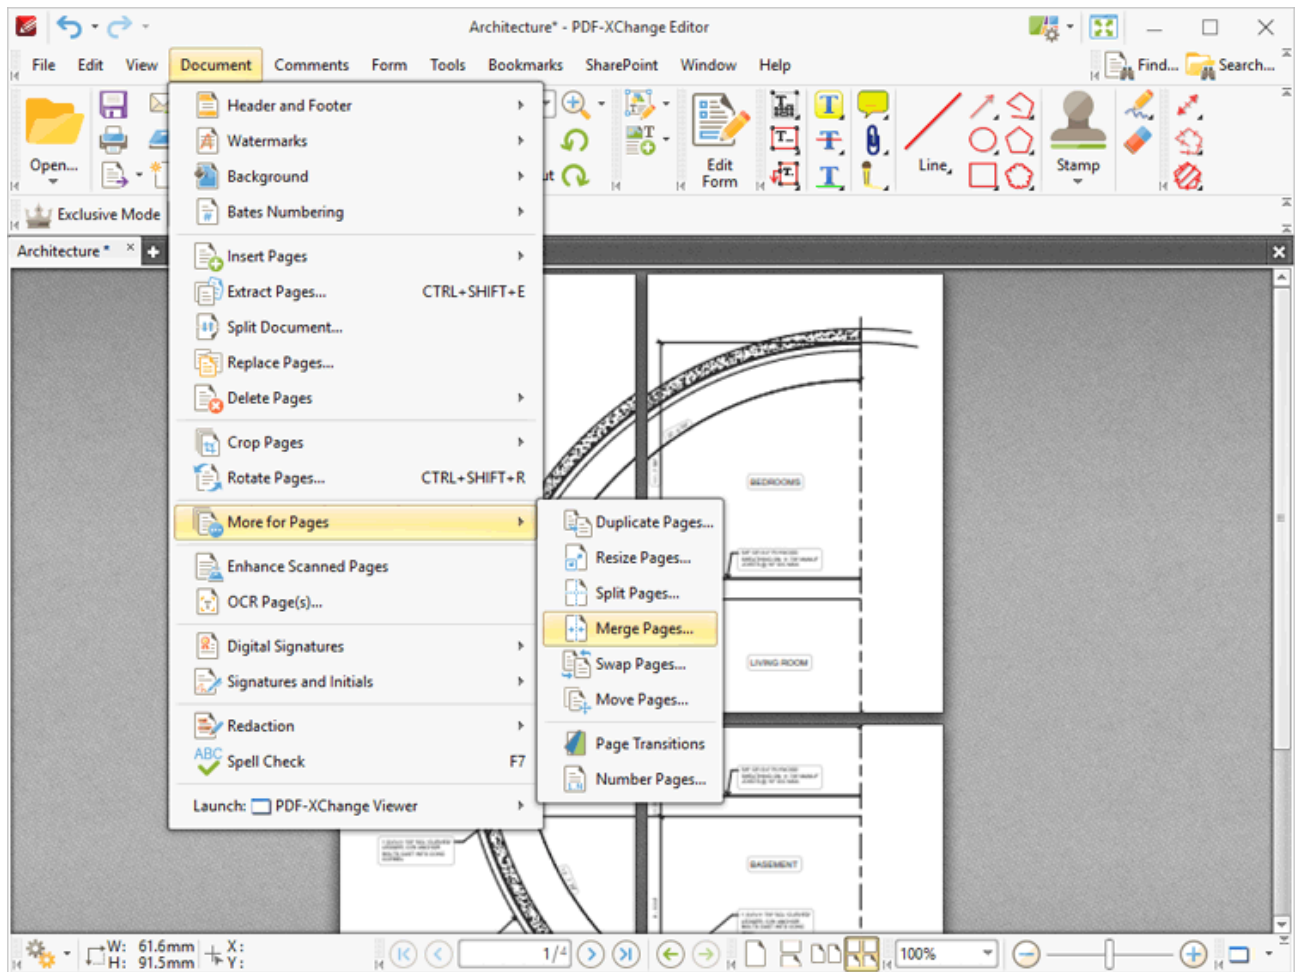 Architecture* - PDF-XChange Editor
File Edit View Document Comments Form Tools Bookmarks SharePoint Window Help Find... Search...
Open...
Edit
Form
Line
Stamp
Exclusive Mode
Architecture *
Header and Footer
Watermarks
Background
Bates Numbering
Insert Pages
Extract Pages... CTRL+SHIFT+E
Split Document...
Replace Pages...
Delete Pages
Crop Pages
Rotate Pages... CTRL+SHIFT+R
More for Pages
Enhance Scanned Pages
OCR Page(s)...
Digital Signatures
Signatures and Initials
Redaction
ABC
Spell Check F7
Launch: PDF-XChange Viewer
Duplicate Pages...
Resize Pages...
Split Pages...
Merge Pages...
Swap Pages...
Move Pages...
Page Transitions
Number Pages...
BEDROOMS
LIVING ROOM
BASEMENT
W: 61.6mm X:
H: 91.5mm Y:
1/4
100%